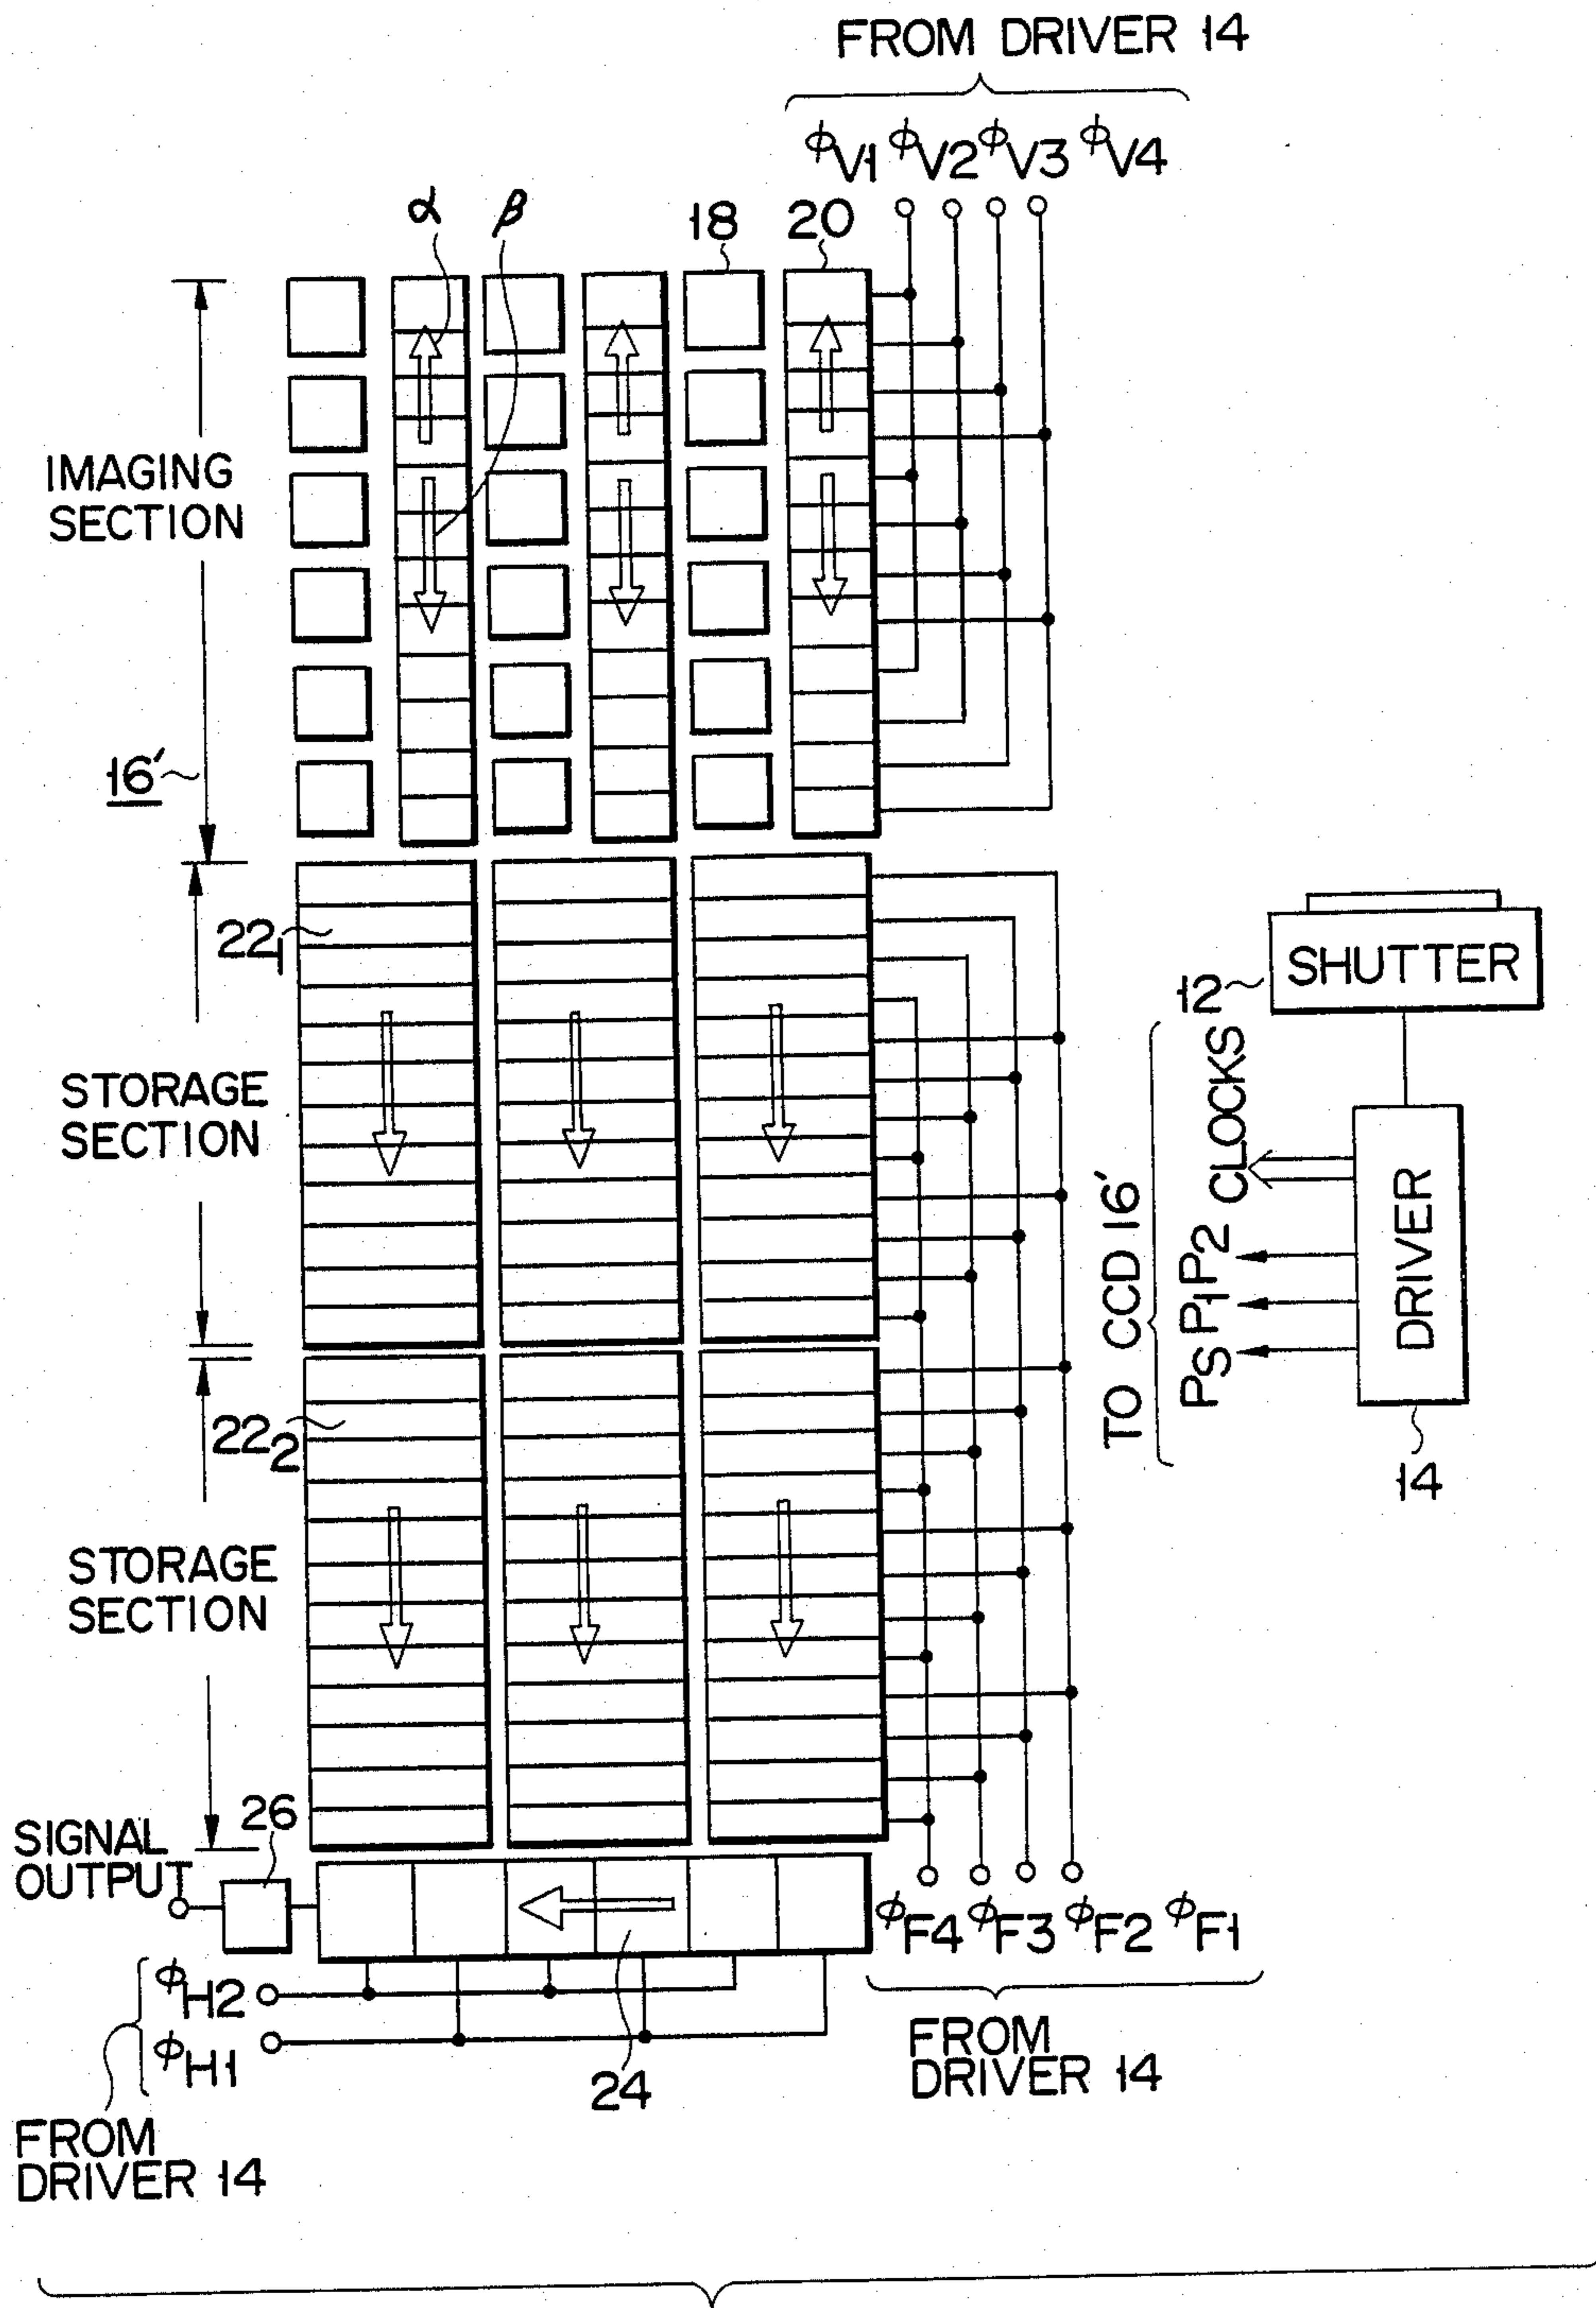 FROM DRIVER 14
ϕV1 ϕV2 ϕV3 ϕV4
α β 18 20
IMAGING
SECTION
16′
22₁
STORAGE
SECTION
22₂
STORAGE
SECTION
12
SHUTTER
TO CCD 16′
CLOCKS
PS P1 P2
DRIVER
14
SIGNAL
OUTPUT
26
ϕF4 ϕF3 ϕF2 ϕF1
ϕH2
ϕH1
24
FROM
DRIVER 14
FROM
DRIVER 14